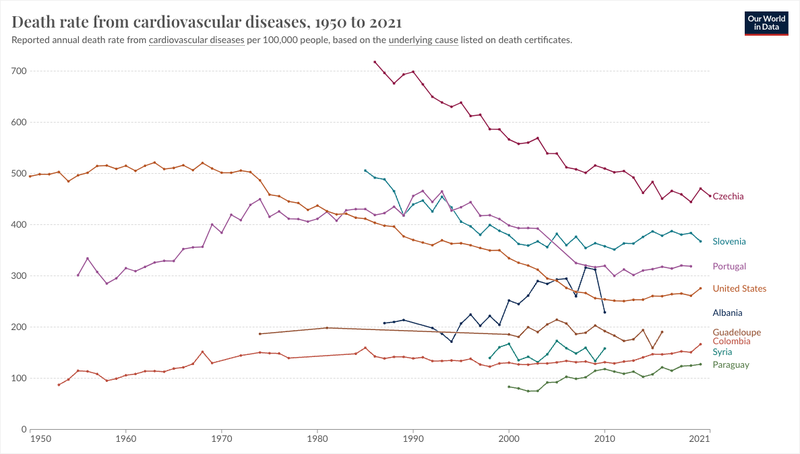 Death rate from cardiovascular diseases, 1950 to 2021
Our World
in Data
Reported annual death rate from cardiovascular diseases per 100,000 people, based on the underlying cause listed on death certificates.
700
600
500
400
300
200
100
0
Czechia
Slovenia
Portugal
United States
Albania
Guadeloupe
Colombia
Syria
Paraguay
1950
1960
1970
1980
1990
2000
2010
2021